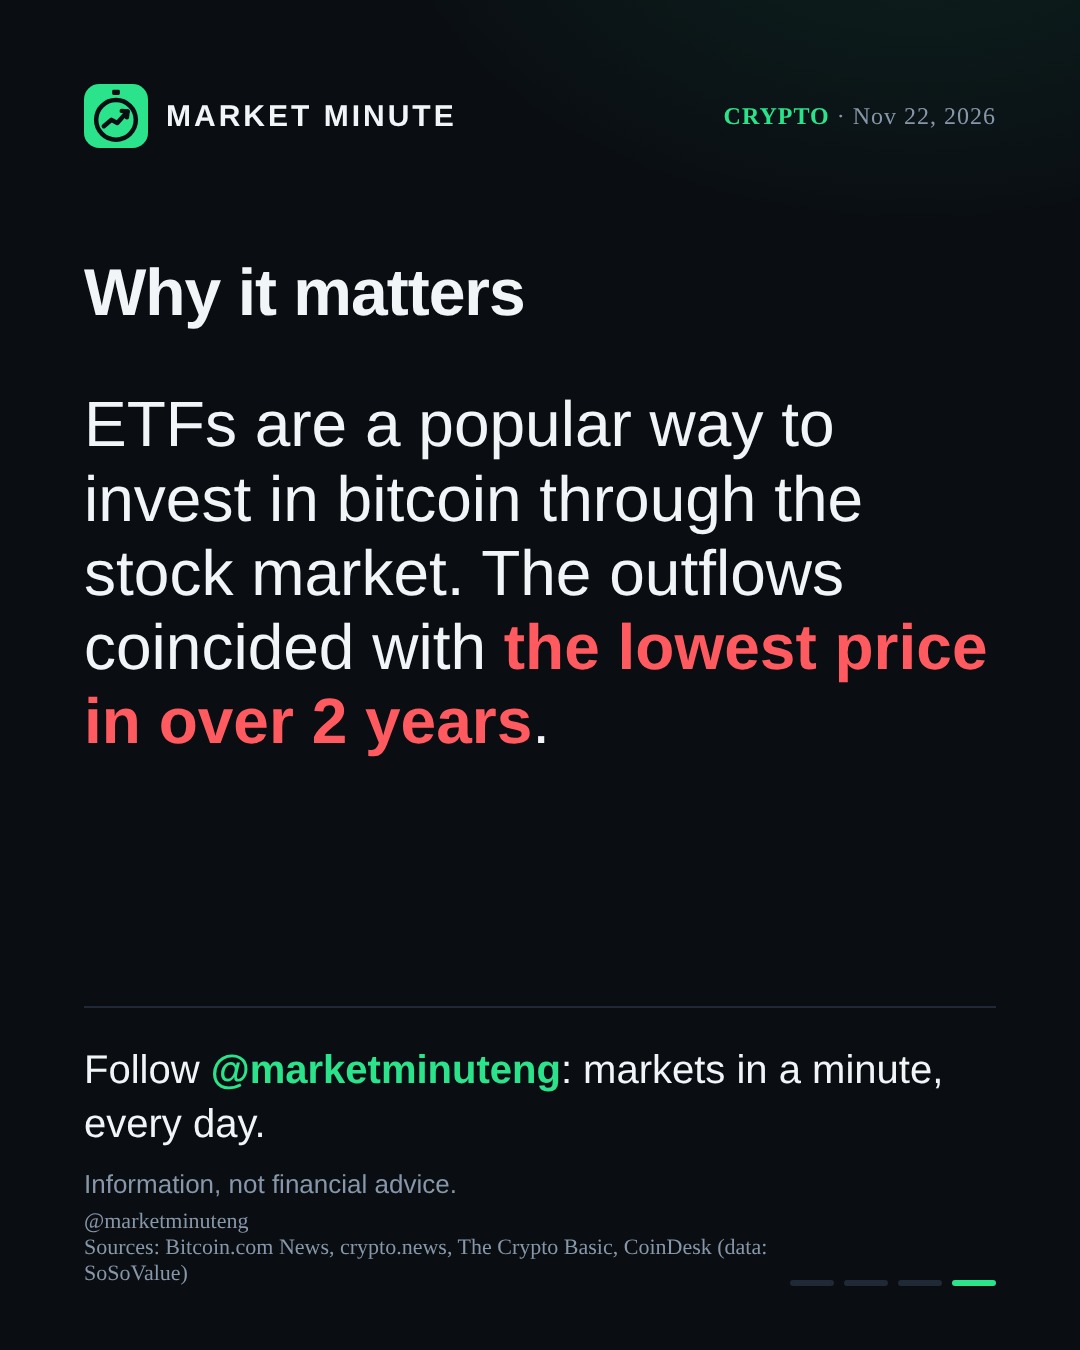 MARKET MINUTE
CRYPTO · Nov 22, 2026
Why it matters
ETFs are a popular way to
invest in bitcoin through the
stock market. The outflows
coincided with the lowest price
in over 2 years.
Follow @marketminuteng: markets in a minute,
every day.
Information, not financial advice.
@marketminuteng
Sources: Bitcoin.com News, crypto.news, The Crypto Basic, CoinDesk (data:
SoSoValue)